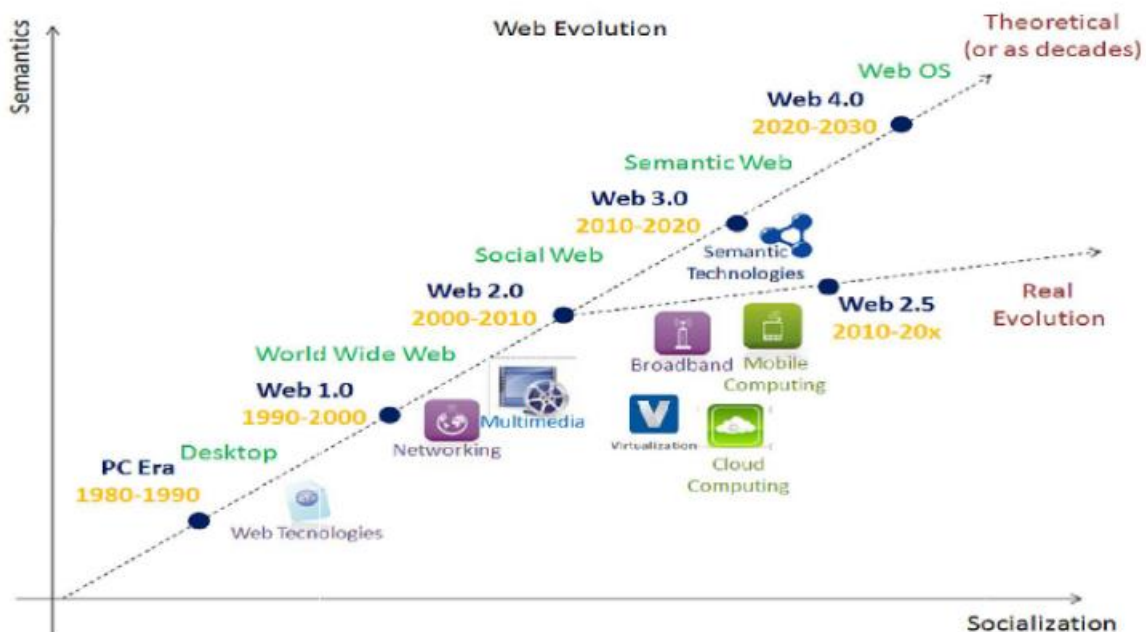 Web Evolution
Semantics
Theoretical
(or as decades)
Web OS
Web 4.0
2020-2030
Semantic Web
Web 3.0
2010-2020
Semantic
Technologies
Social Web
Web 2.0
2000-2010
Web 2.5
2010-20x
Real
Evolution
Broadband
Mobile
Computing
World Wide Web
Web 1.0
1990-2000
Networking
Multimedia
V
Virtualization
Cloud
Computing
Desktop
PC Era
1980-1990
Web Tecnologies
Socialization